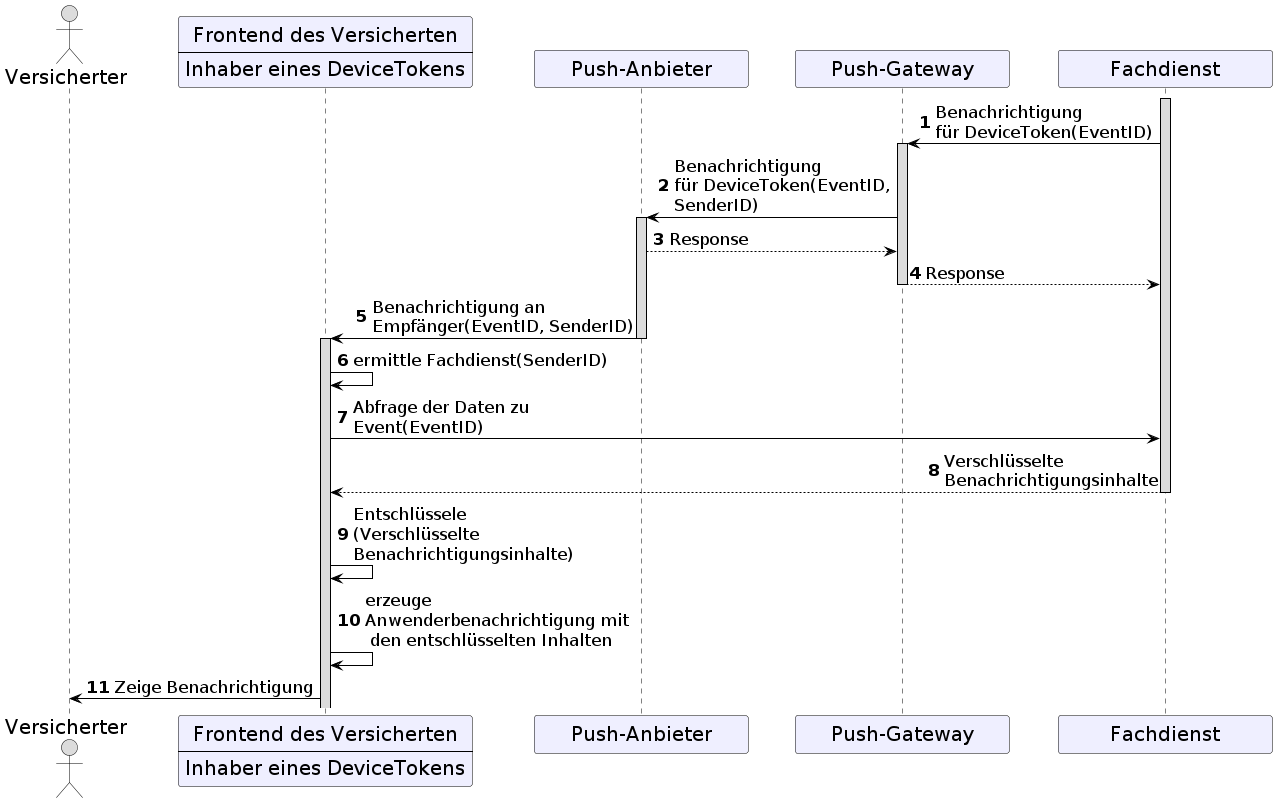 Versicherter
Frontend des Versicherten
Inhaber eines DeviceTokens
Push-Anbieter
Push-Gateway
Fachdienst
1 Benachrichtigung
für DeviceToken(EventID)
2 Benachrichtigung
für DeviceToken(EventID,
SenderID)
3 Response
4 Response
5 Benachrichtigung an
Empfänger(EventID, SenderID)
6 ermittle Fachdienst(SenderID)
7 Abfrage der Daten zu
Event(EventID)
8 Verschlüsselte
Benachrichtigungsinhalte
9 Entschlüssele
(Verschlüsselte
Benachrichtigungsinhalte)
10 erzeuge
Anwenderbenachrichtigung mit
den entschlüsselten Inhalten
11 Zeige Benachrichtigung
Versicherter
Frontend des Versicherten
Inhaber eines DeviceTokens
Push-Anbieter
Push-Gateway
Fachdienst